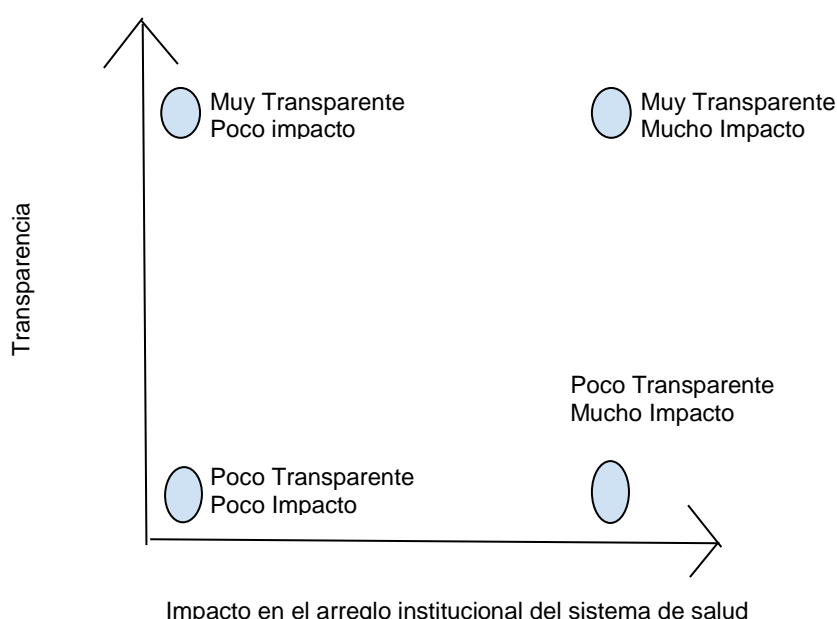 Muy Transparente
Poco impacto
Muy Transparente
Mucho Impacto
Transparencia
Poco Transparente
Mucho Impacto
Poco Transparente
Poco Impacto
Impacto en el arreglo institucional del sistema de salud